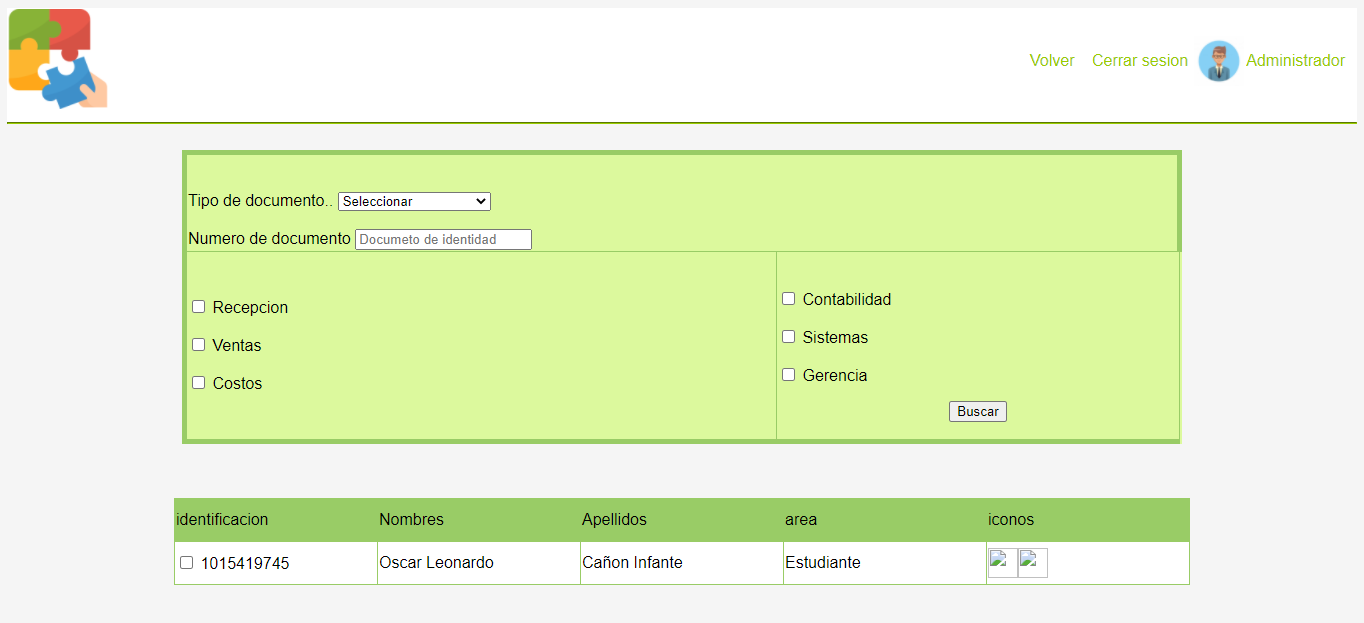 Volver Cerrar sesion Administrador
Tipo de documento.. Seleccionar
Numero de documento Documeto de identidad
Recepcion
Ventas
Costos
Contabilidad
Sistemas
Gerencia
Buscar
identificacion Nombres Apellidos area iconos
1015419745 Oscar Leonardo Cañon Infante Estudiante